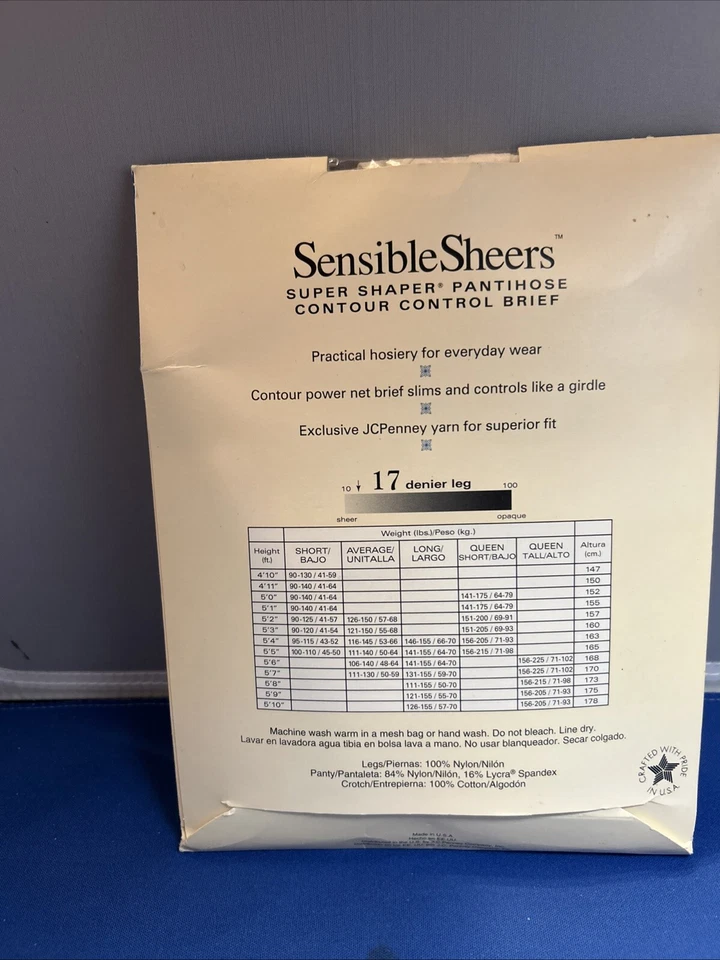 SensibleSheers™
SUPER SHAPER® PANTIHOSE
CONTOUR CONTROL BRIEF
Practical hosiery for everyday wear
Contour power net brief slims and controls like a girdle
Exclusive JCPenney yarn for superior fit
10 17 denier leg 100
sheer opaque
Weight (lbs.)/Peso (kg.)
Height (ft.) SHORT/BAJO AVERAGE/UNITALLA LONG/LARGO QUEEN SHORT/BAJO QUEEN TALL/ALTO Altura (cm.)
4'10" 90-130 / 41-59 147
4'11" 90-140 / 41-64 150
5'0" 90-140 / 41-64 141-175 / 64-79 152
5'1" 90-140 / 41-64 141-175 / 64-79 155
5'2" 90-125 / 41-57 126-150 / 57-68 151-200 / 69-91 157
5'3" 90-120 / 41-54 121-150 / 55-68 151-205 / 69-93 160
5'4" 95-115 / 43-52 116-145 / 53-66 146-155 / 66-70 156-205 / 71-93 163
5'5" 100-110 / 45-50 111-140 / 50-64 141-155 / 64-70 156-215 / 71-98 165
5'6" 106-140 / 48-64 141-155 / 64-70 156-225 / 71-102 168
5'7" 111-130 / 50-59 131-155 / 59-70 156-225 / 71-102 170
5'8" 111-155 / 50-70 156-215 / 71-98 173
5'9" 121-155 / 55-70 156-205 / 71-93 175
5'10" 126-155 / 57-70 156-205 / 71-93 178
Machine wash warm in a mesh bag or hand wash. Do not bleach. Line dry.
Lavar en lavadora agua tibia en bolsa lava a mano. No usar blanqueador. Secar colgado.
Legs/Piernas: 100% Nylon/Nilón
Panty/Pantaleta: 84% Nylon/Nilón, 16% Lycra® Spandex
Crotch/Entrepierna: 100% Cotton/Algodón
CRAFTED WITH PRIDE
IN U.S.A.
Made in U.S.A.